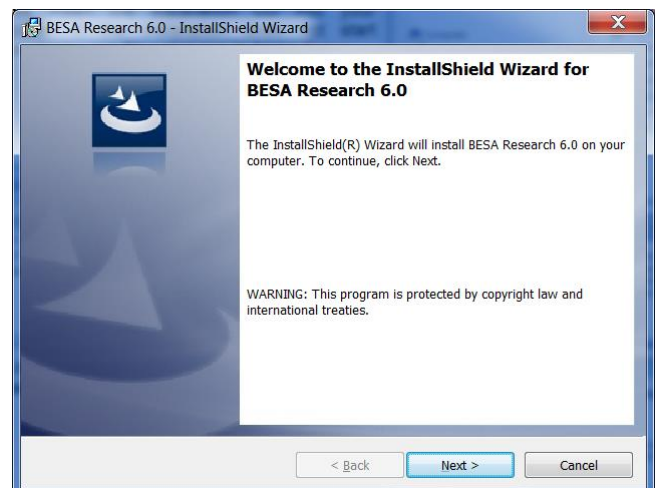 BESA Research 6.0 - InstallShield Wizard
X
Welcome to the InstallShield Wizard for
BESA Research 6.0
The InstallShield(R) Wizard will install BESA Research 6.0 on your
computer. To continue, click Next.
WARNING: This program is protected by copyright law and
international treaties.
< Back
Next >
Cancel